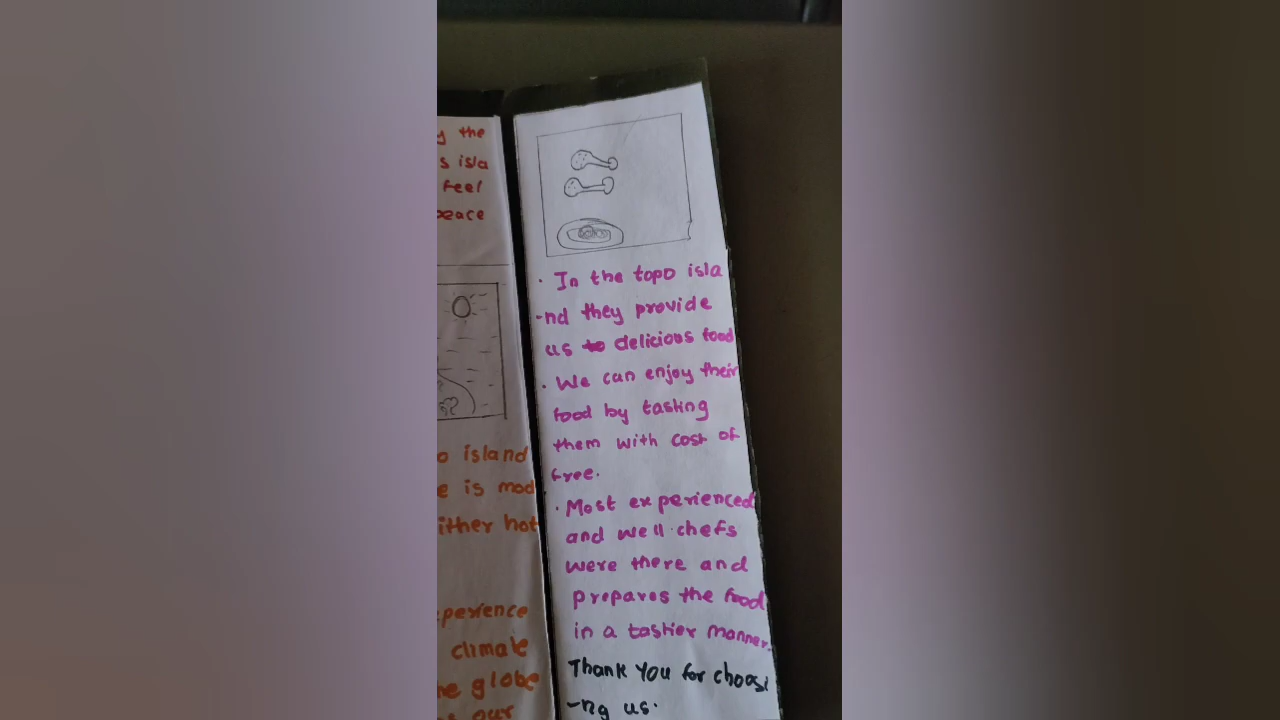 y the
s isla
feel
peace
o island
e is mod
ither hot
perience
climate
he globe
s our
· In the topo isla
-nd they provide
us to delicious food
· We can enjoy their
food by tasting
them with cost of
free.
· Most experienced
and well chefs
were there and
prepares the food
in a tastier manner.
Thank you for choosi
-ng us.